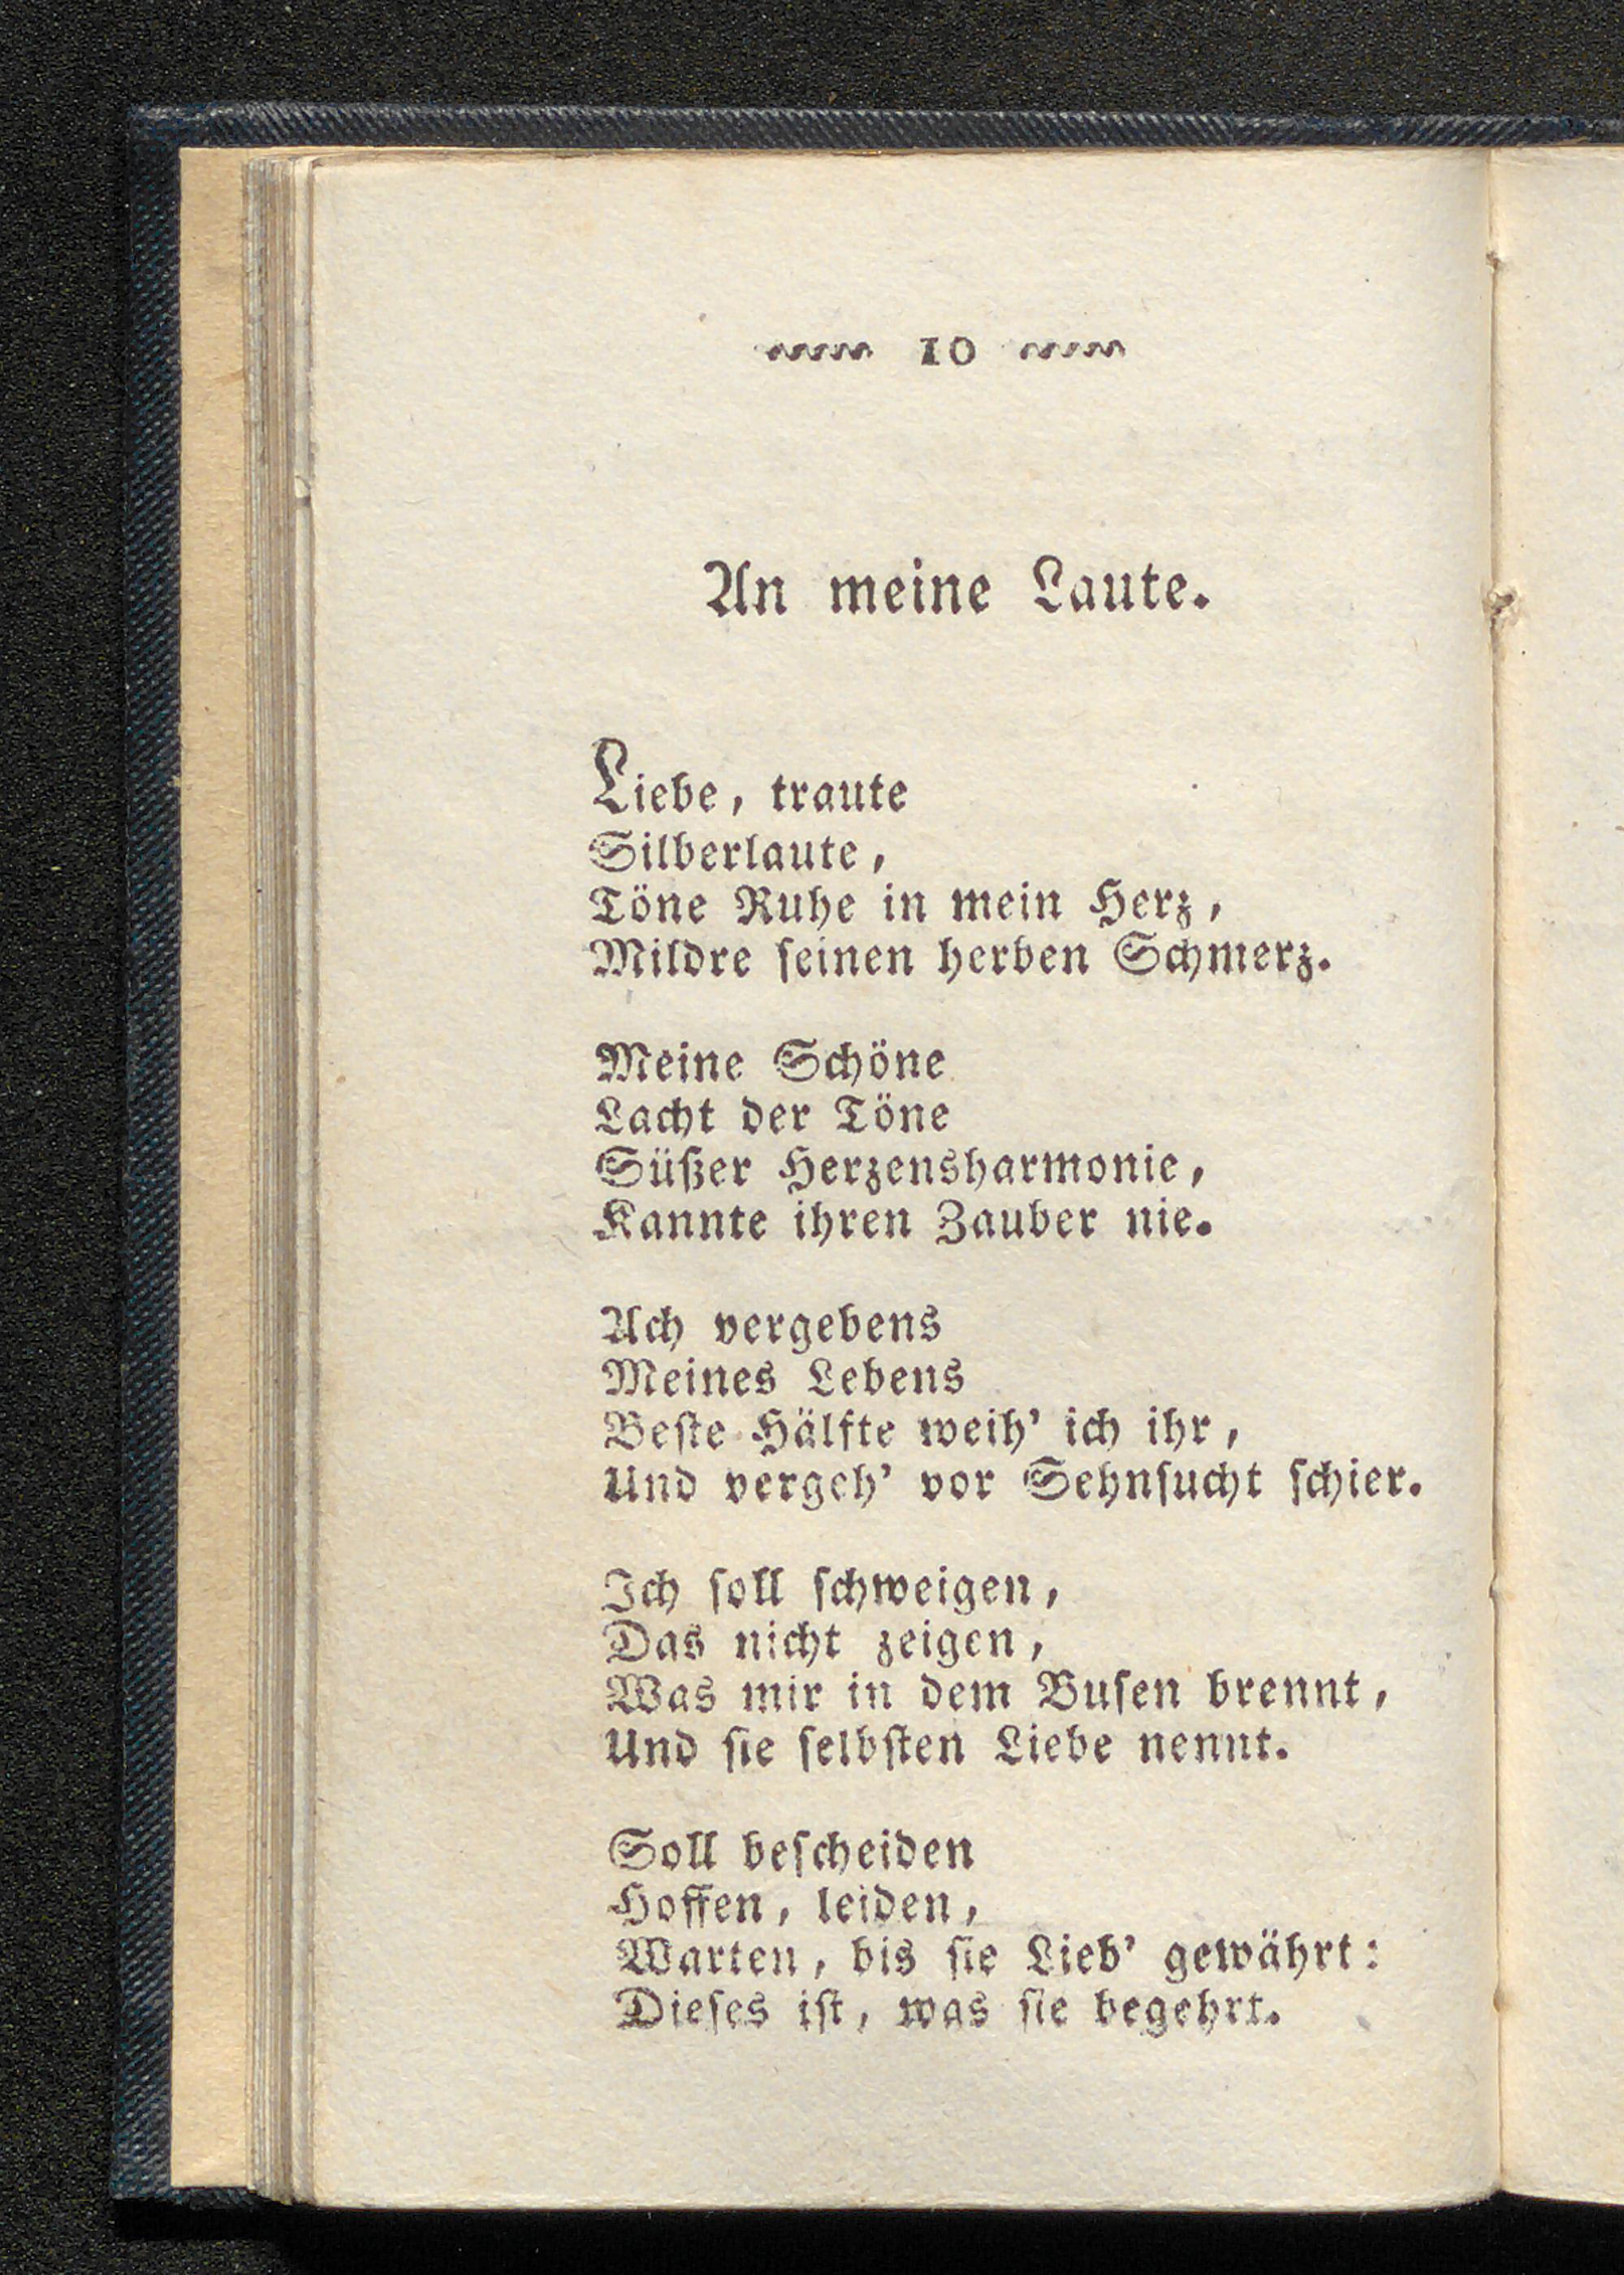 10
An meine Laute.
Liebe, traute
Silberlaute,
Töne Ruhe in mein Herz,
Mildre ſeinen herben Schmerz.
Meine Schöne
Lacht der Töne
Süßer Herzensharmonie,
Kannte ihren Zauber nie.
Ach vergebens
Meines Lebens
Beſte Hälfte weih' ich ihr,
Und vergeh' vor Sehnſucht ſchier.
Ich ſoll ſchweigen,
Das nicht zeigen,
Was mir in dem Buſen brennt,
Und ſie ſelbſten Liebe nennt.
Soll beſcheiden
Hoffen, leiden,
Warten, bis ſie Lieb' gewährt:
Dieſes iſt, was ſie begehrt.